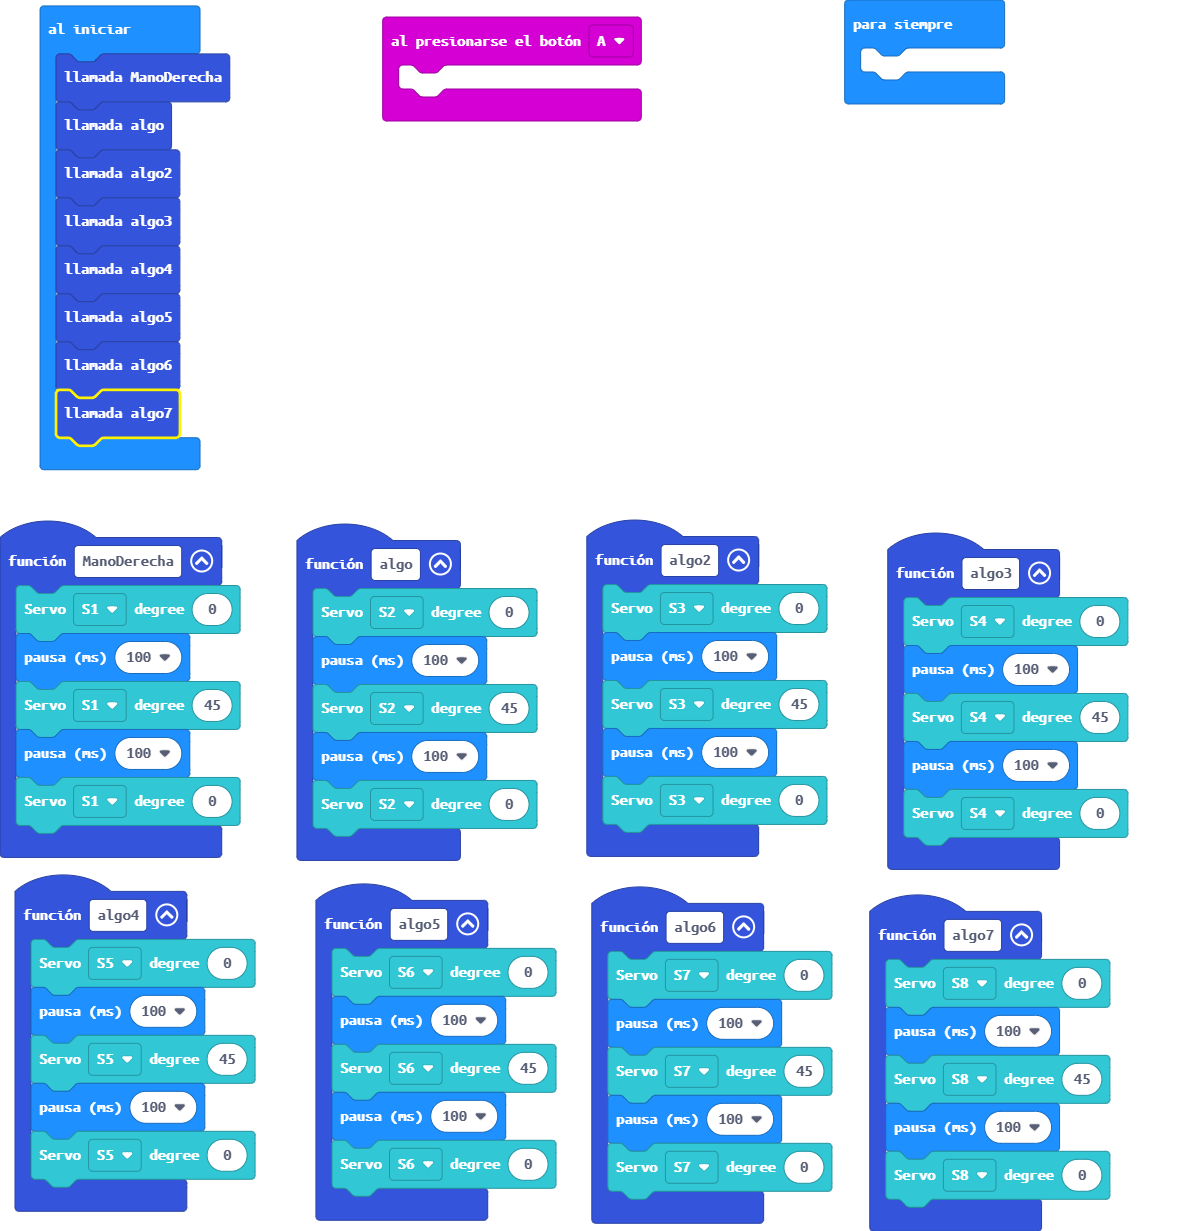 al iniciar
llamada ManoDerecha
llamada algo
llamada algo2
llamada algo3
llamada algo4
llamada algo5
llamada algo6
llamada algo7
al presionarse el botón A
para siempre
función ManoDerecha
Servo S1 degree 0
pausa (ms) 100
Servo S1 degree 45
pausa (ms) 100
Servo S1 degree 0
función algo
Servo S2 degree 0
pausa (ms) 100
Servo S2 degree 45
pausa (ms) 100
Servo S2 degree 0
función algo2
Servo S3 degree 0
pausa (ms) 100
Servo S3 degree 45
pausa (ms) 100
Servo S3 degree 0
función algo3
Servo S4 degree 0
pausa (ms) 100
Servo S4 degree 45
pausa (ms) 100
Servo S4 degree 0
función algo4
Servo S5 degree 0
pausa (ms) 100
Servo S5 degree 45
pausa (ms) 100
Servo S5 degree 0
función algo5
Servo S6 degree 0
pausa (ms) 100
Servo S6 degree 45
pausa (ms) 100
Servo S6 degree 0
función algo6
Servo S7 degree 0
pausa (ms) 100
Servo S7 degree 45
pausa (ms) 100
Servo S7 degree 0
función algo7
Servo S8 degree 0
pausa (ms) 100
Servo S8 degree 45
pausa (ms) 100
Servo S8 degree 0